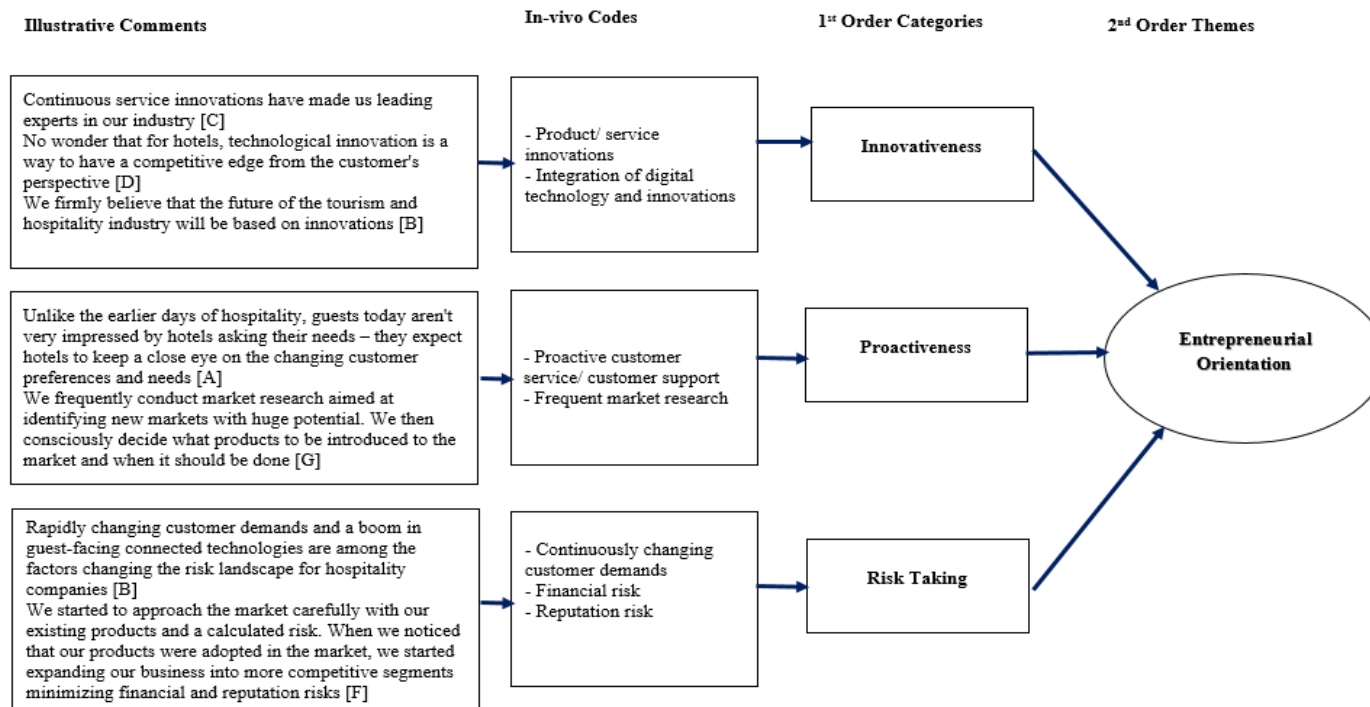 Illustrative Comments
In-vivo Codes
1st Order Categories
2nd Order Themes
Continuous service innovations have made us leading
experts in our industry [C]
No wonder that for hotels, technological innovation is a
way to have a competitive edge from the customer's
perspective [D]
We firmly believe that the future of the tourism and
hospitality industry will be based on innovations [B]
- Product/ service
innovations
- Integration of digital
technology and innovations
Innovativeness
Unlike the earlier days of hospitality, guests today aren't
very impressed by hotels asking their needs – they expect
hotels to keep a close eye on the changing customer
preferences and needs [A]
We frequently conduct market research aimed at
identifying new markets with huge potential. We then
consciously decide what products to be introduced to the
market and when it should be done [G]
- Proactive customer
service/ customer support
- Frequent market research
Proactiveness
Entrepreneurial
Orientation
Rapidly changing customer demands and a boom in
guest-facing connected technologies are among the
factors changing the risk landscape for hospitality
companies [B]
We started to approach the market carefully with our
existing products and a calculated risk. When we noticed
that our products were adopted in the market, we started
expanding our business into more competitive segments
minimizing financial and reputation risks [F]
- Continuously changing
customer demands
- Financial risk
- Reputation risk
Risk Taking